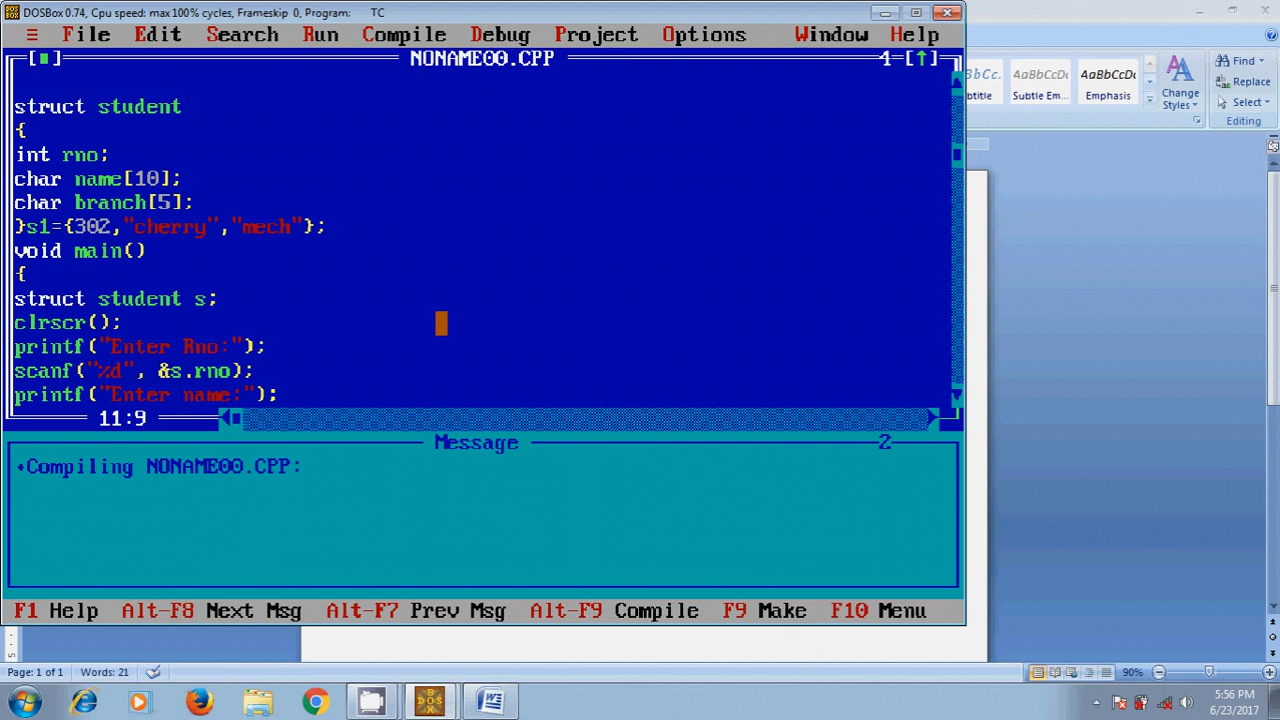 DOSBox 0.74, Cpu speed: max 100% cycles, Frameskip 0, Program: TC
≡ File Edit Search Run Compile Debug Project Options Window Help
[■] NONAME00.CPP 1=[↑]
struct student
{
int rno;
char name[10];
char branch[5];
}s1={302,"cherry","mech"};
void main()
{
struct student s;
clrscr();
printf("Enter Rno:");
scanf("%d", &s.rno);
printf("Enter name:");
11:9
Message 2
•Compiling NONAME00.CPP:
F1 Help Alt-F8 Next Msg Alt-F7 Prev Msg Alt-F9 Compile F9 Make F10 Menu
AaBbCcDc AaBbCcDc
btitle Subtle Em... Emphasis
Change
Styles
Find
Replace
Select
Editing
Page: 1 of 1 Words: 21 90%
5:56 PM
6/23/2017